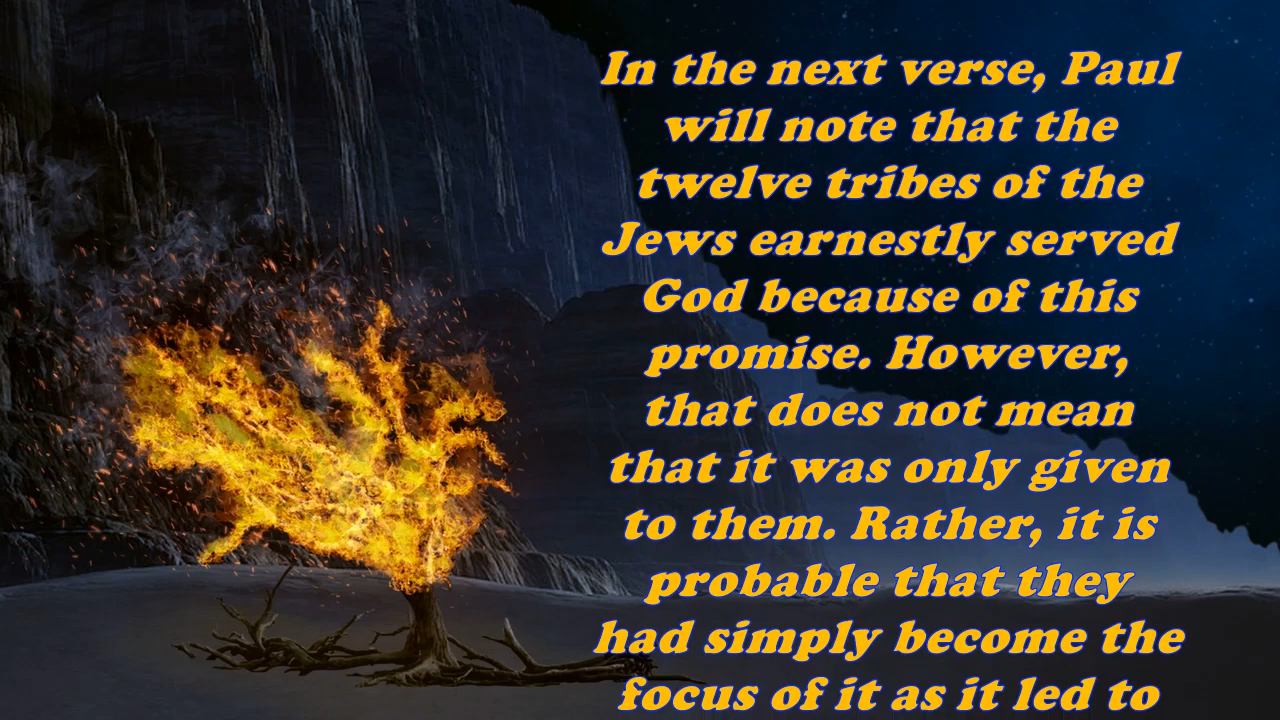 In the next verse, Paul
will note that the
twelve tribes of the
Jews earnestly served
God because of this
promise. However,
that does not mean
that it was only given
to them. Rather, it is
probable that they
had simply become the
focus of it as it led to